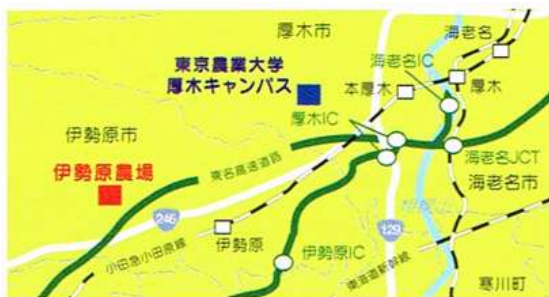 厚木市
海老名
海老名IC
東京農業大学
厚木キャンパス
本厚木
厚木
厚木IC
伊勢原市
海老名JCT
伊勢原農場
東名高速道路
海老名市
相模川
246
小田急小田原線
伊勢原
129
伊勢原IC
東海道新幹線
寒川町